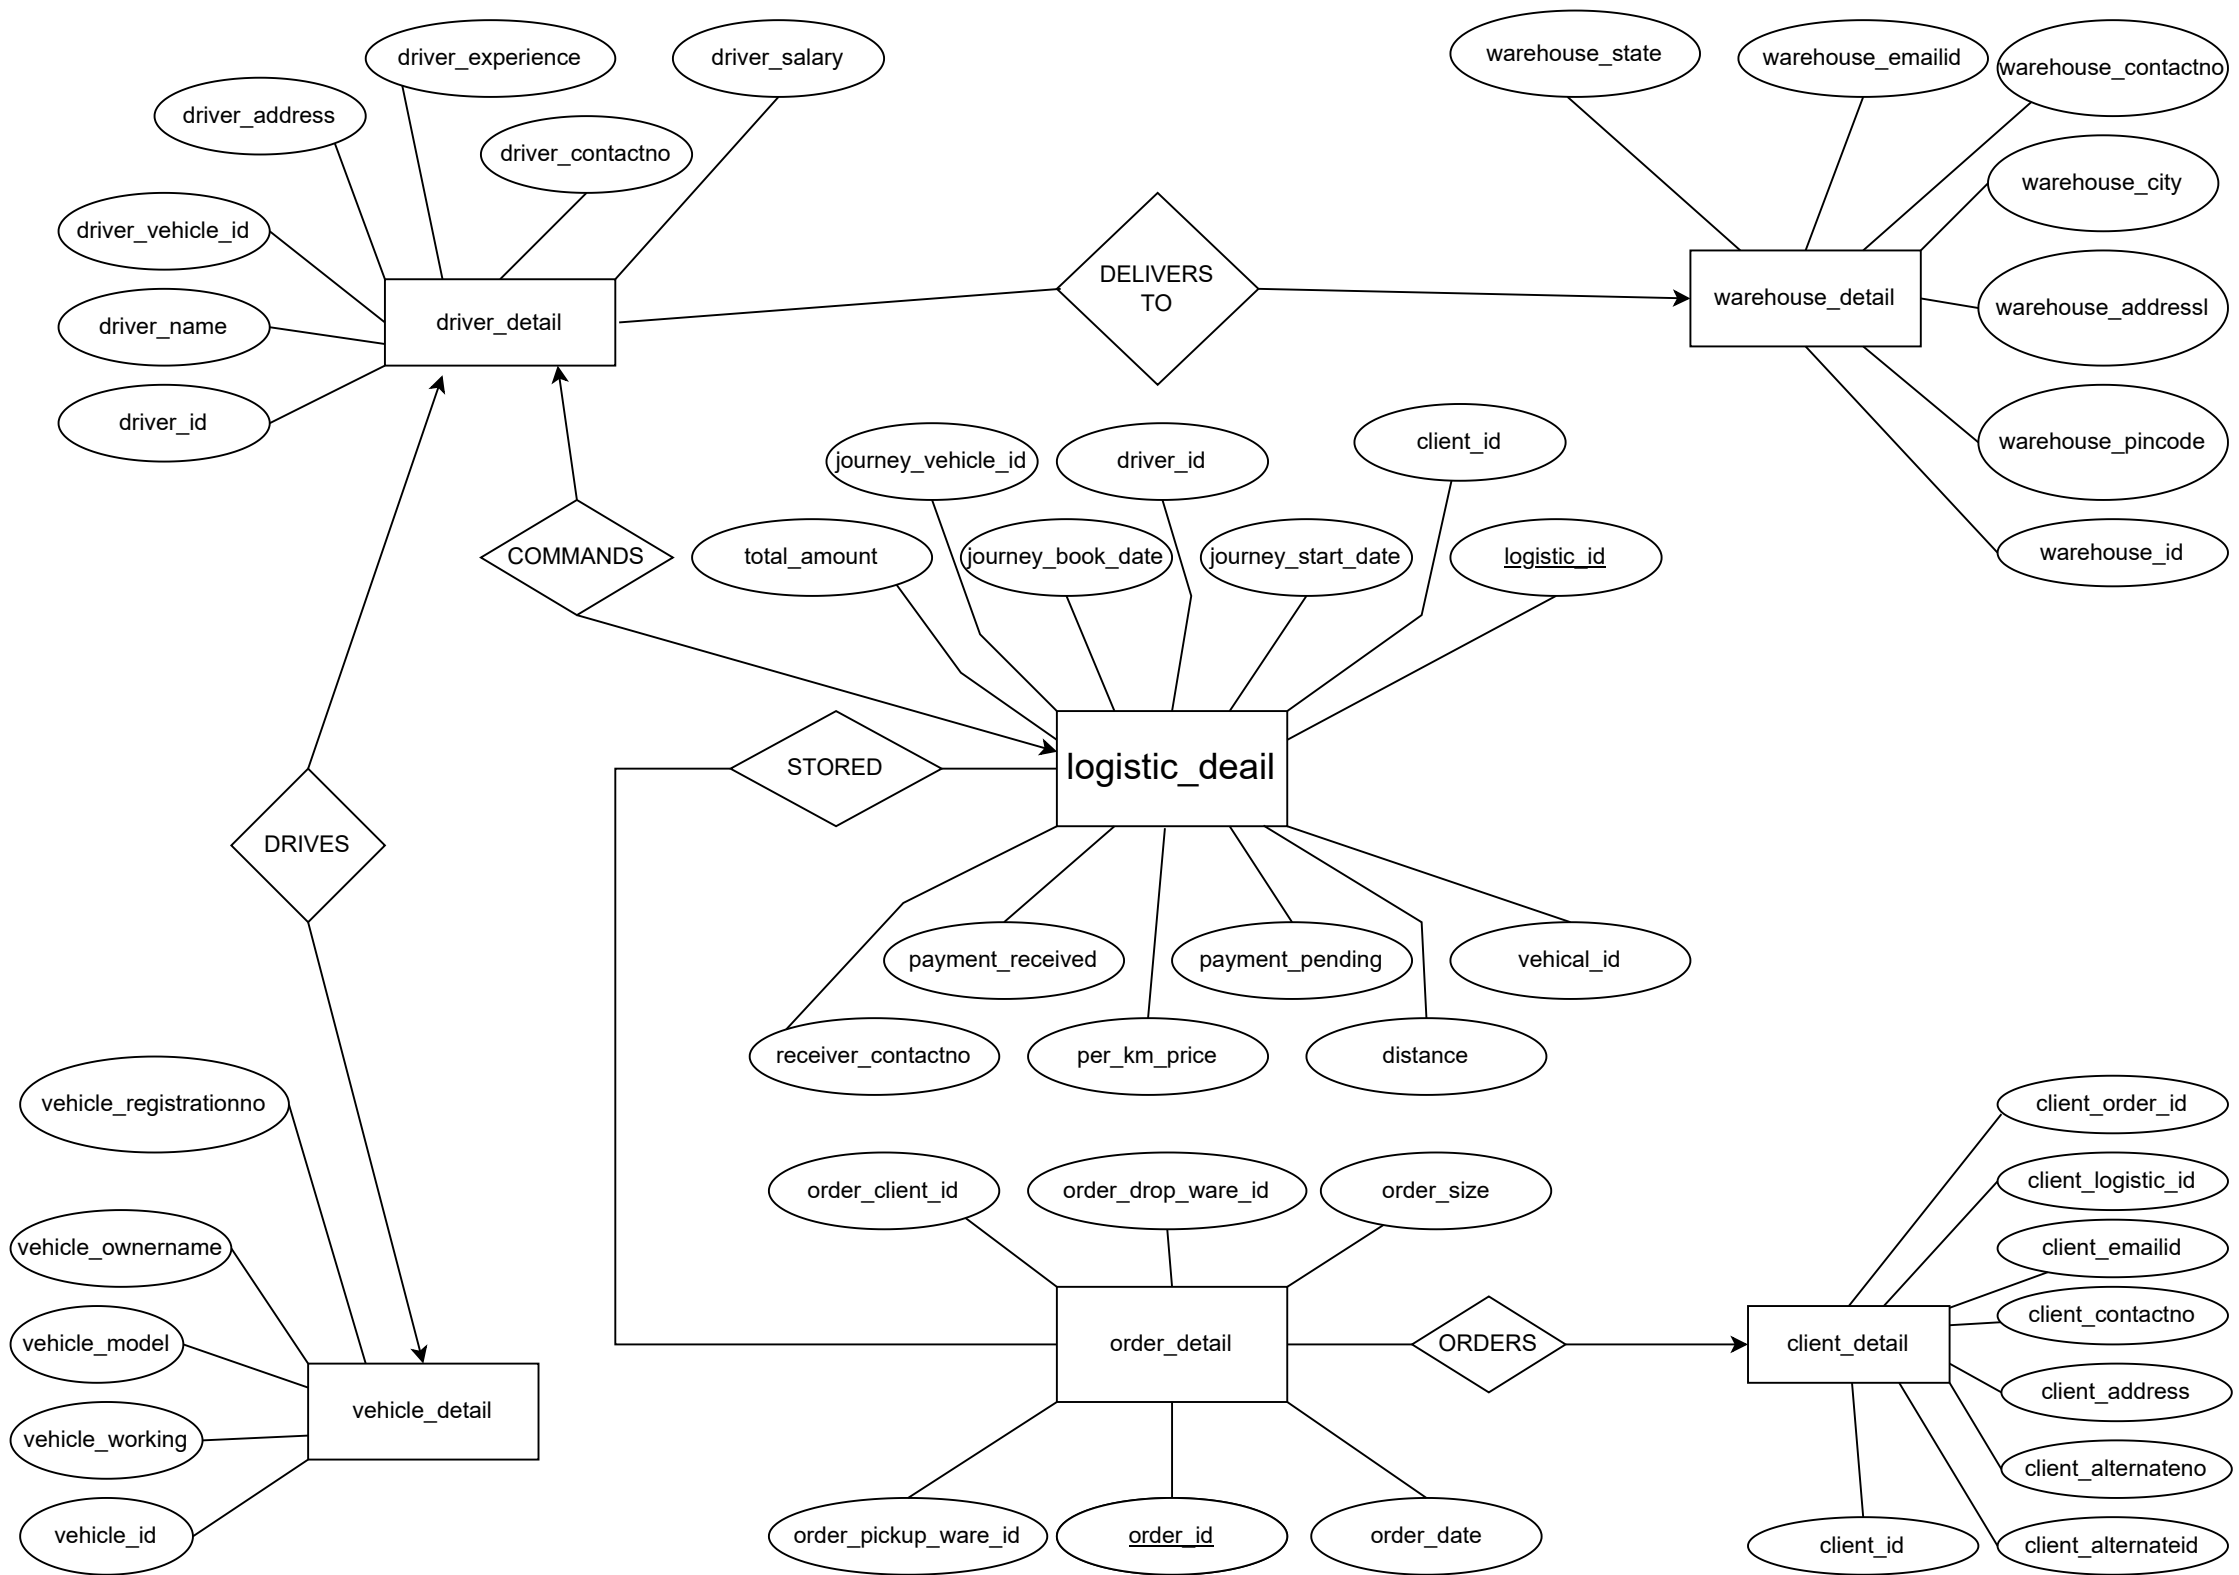 driver_experience
driver_salary
warehouse_state
warehouse_emailid
warehouse_contactno
driver_address
driver_contactno
warehouse_city
driver_vehicle_id
DELIVERS
TO
warehouse_detail
warehouse_addressl
driver_name
driver_detail
driver_id
journey_vehicle_id
driver_id
client_id
warehouse_pincode
COMMANDS
total_amount
journey_book_date
journey_start_date
logistic_id
warehouse_id
STORED
logistic_deail
DRIVES
payment_received
payment_pending
vehical_id
receiver_contactno
per_km_price
distance
vehicle_registrationno
client_order_id
order_client_id
order_drop_ware_id
order_size
client_logistic_id
vehicle_ownername
client_emailid
client_contactno
vehicle_model
order_detail
ORDERS
client_detail
client_address
vehicle_detail
vehicle_working
client_alternateno
vehicle_id
order_pickup_ware_id
order_id
order_date
client_id
client_alternateid